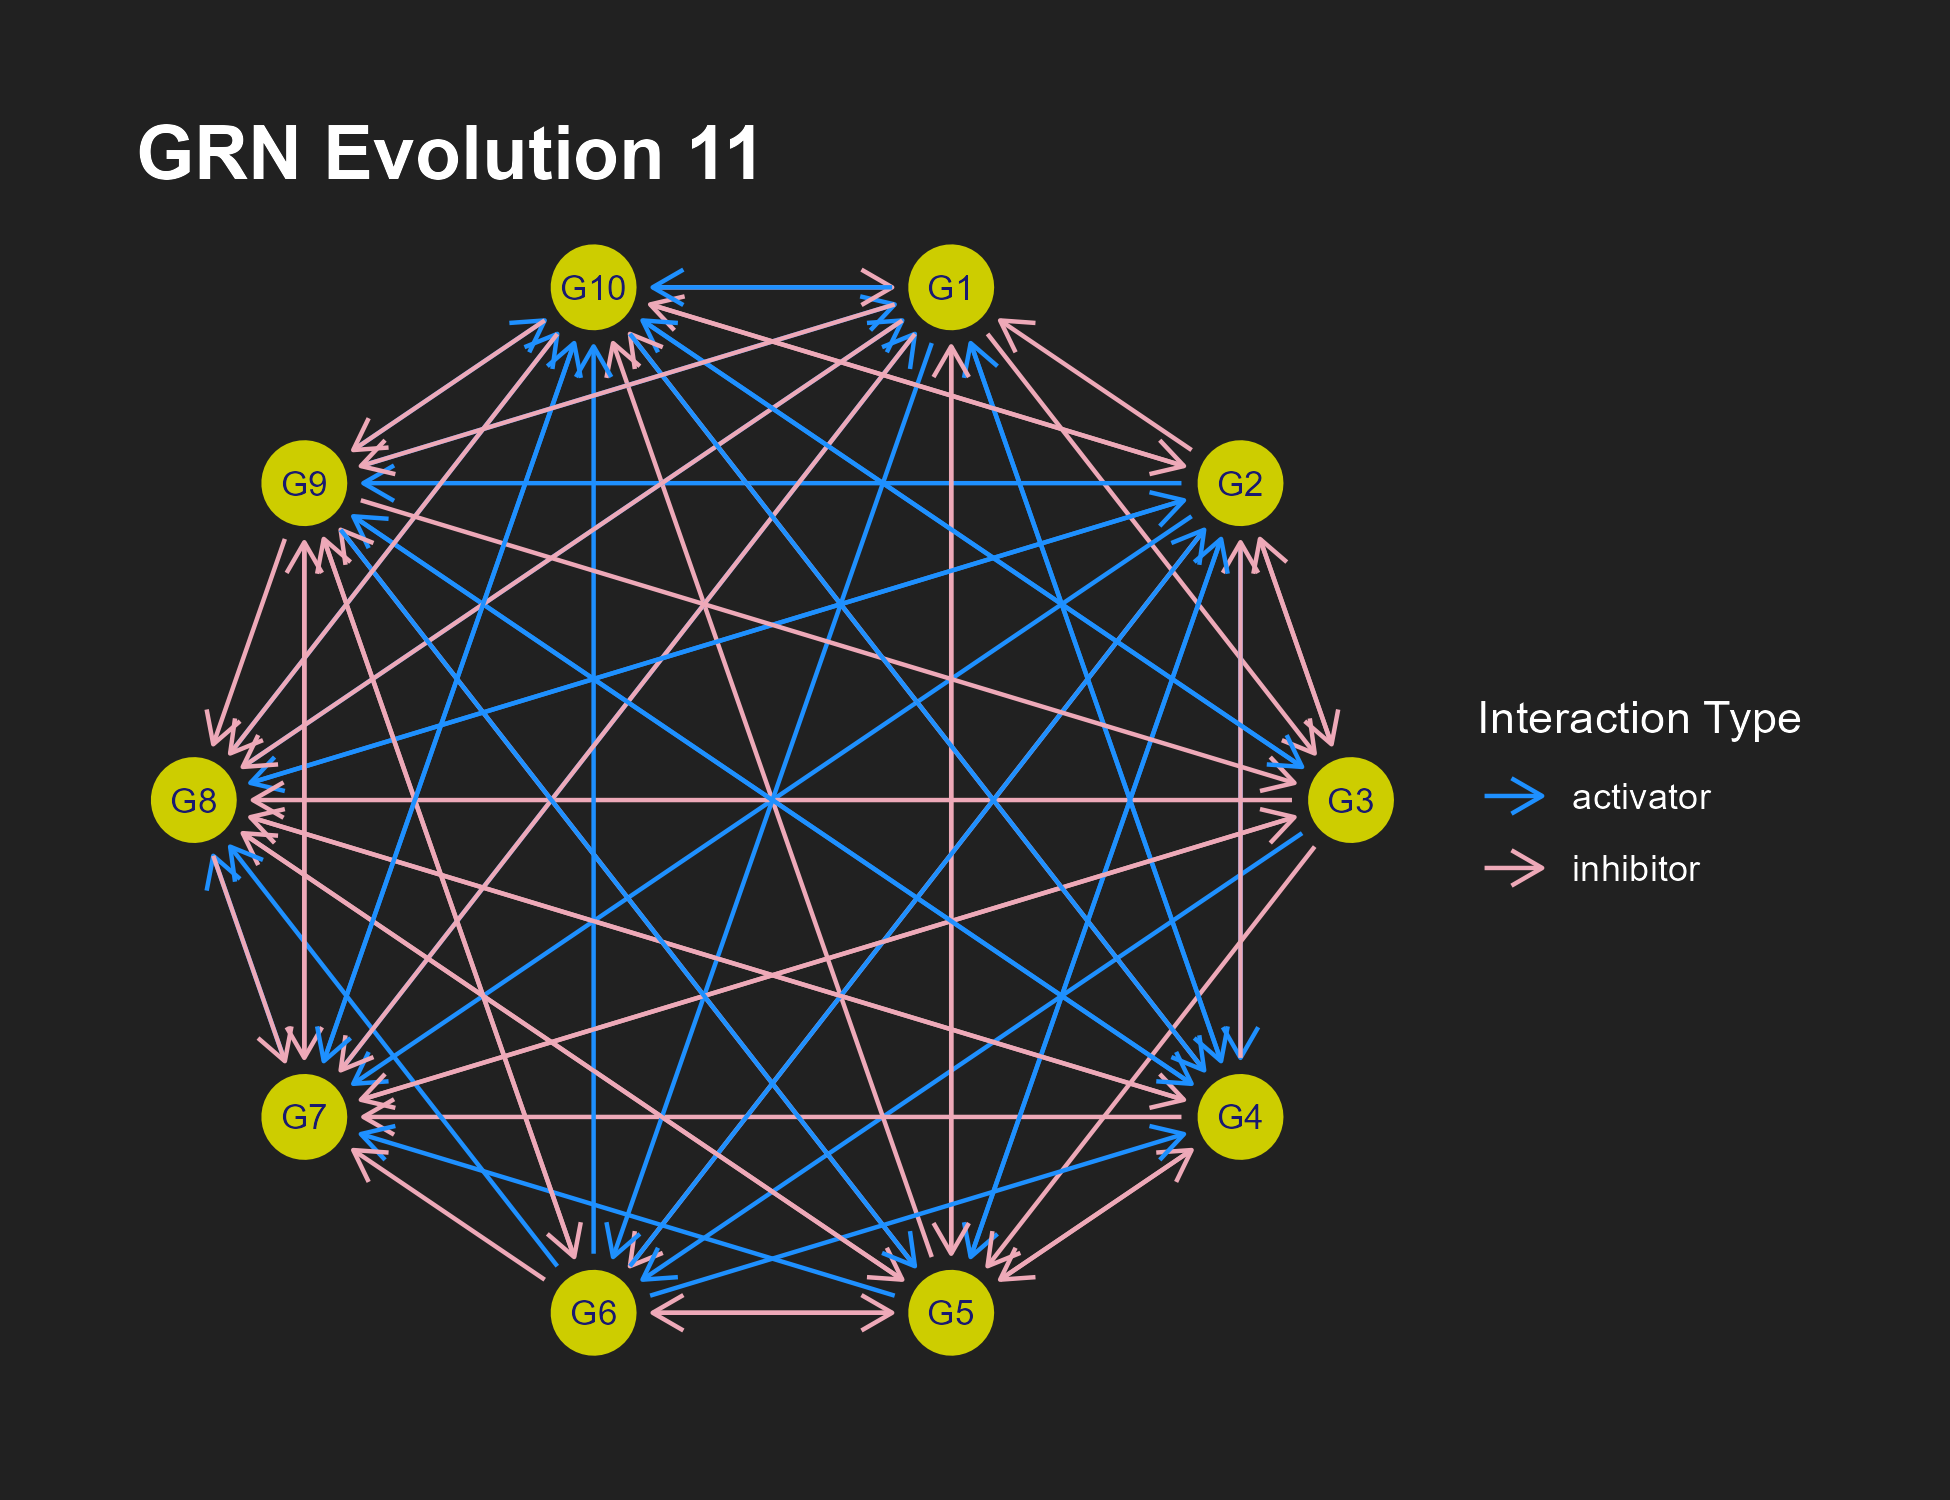 GRN Evolution 11
G10
G1
G9
G2
G8
G3
G7
G4
G6
G5
Interaction Type
activator
inhibitor